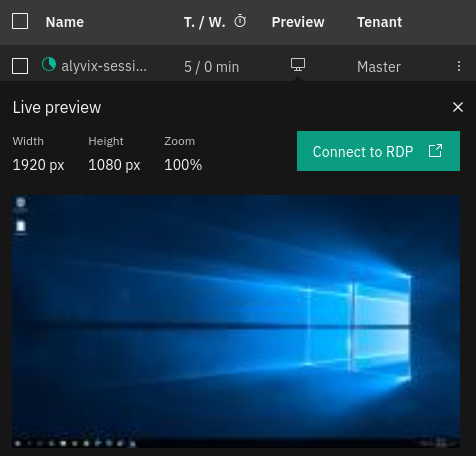 Name T. / W. Preview Tenant
alyvix-sessi... 5 / 0 min Master
Live preview
Width Height Zoom
1920 px 1080 px 100%
Connect to RDP